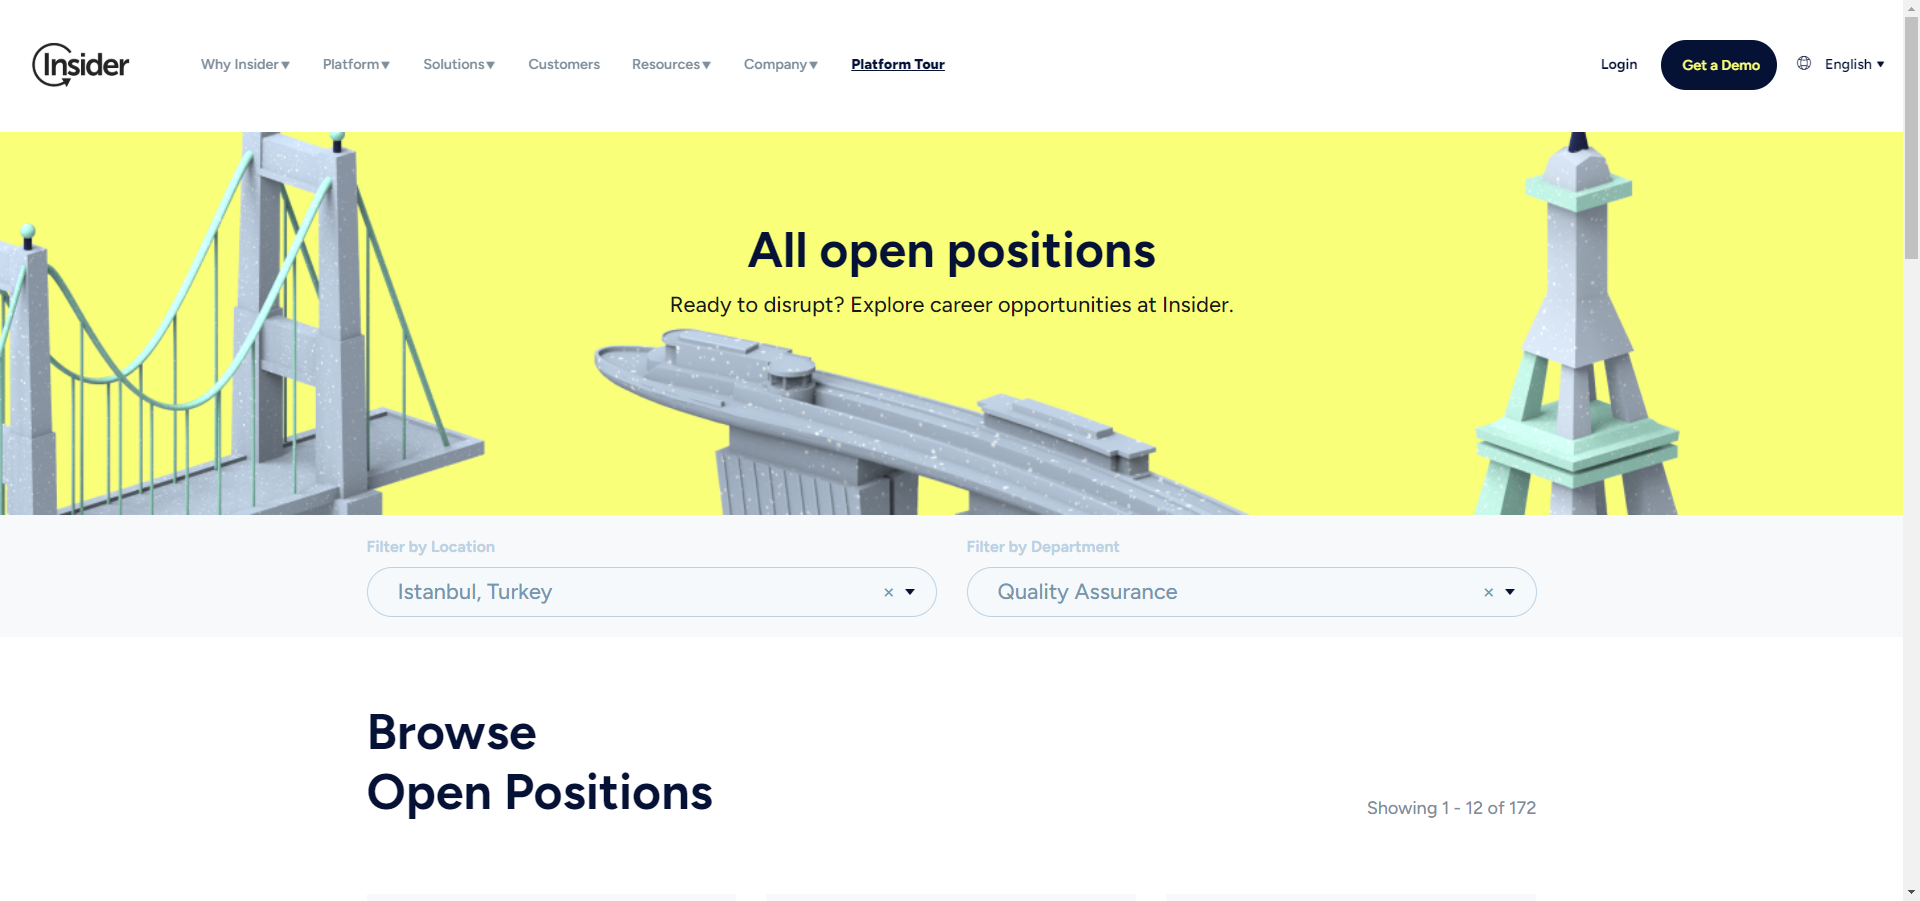 Insider
Why Insider▼ Platform▼ Solutions▼ Customers Resources▼ Company▼ Platform Tour Login Get a Demo English ▼
All open positions
Ready to disrupt? Explore career opportunities at Insider.
Filter by Location Filter by Department
Istanbul, Turkey × Quality Assurance ×
Browse
Open Positions
Showing 1 - 12 of 172